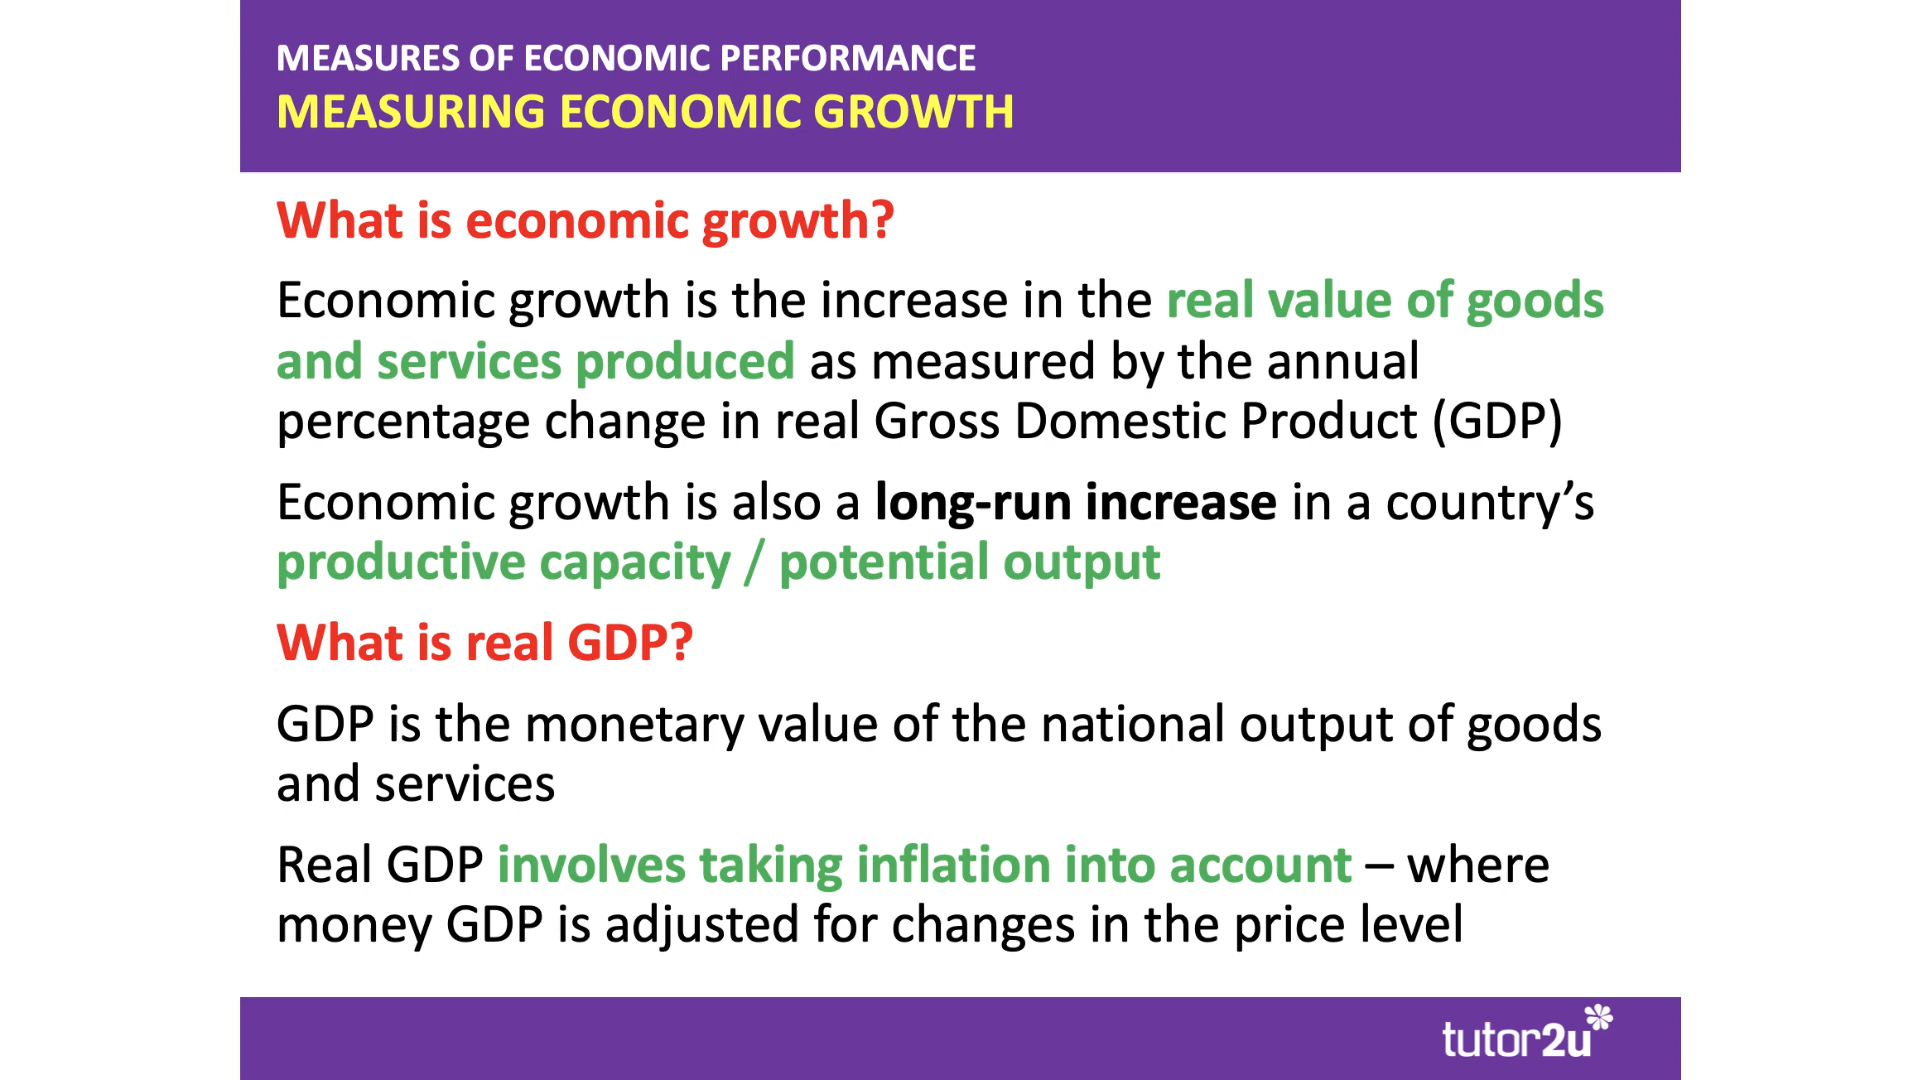 MEASURES OF ECONOMIC PERFORMANCE
MEASURING ECONOMIC GROWTH
What is economic growth?
Economic growth is the increase in the real value of goods
and services produced as measured by the annual
percentage change in real Gross Domestic Product (GDP)
Economic growth is also a long-run increase in a country’s
productive capacity / potential output
What is real GDP?
GDP is the monetary value of the national output of goods
and services
Real GDP involves taking inflation into account – where
money GDP is adjusted for changes in the price level
tutor2u